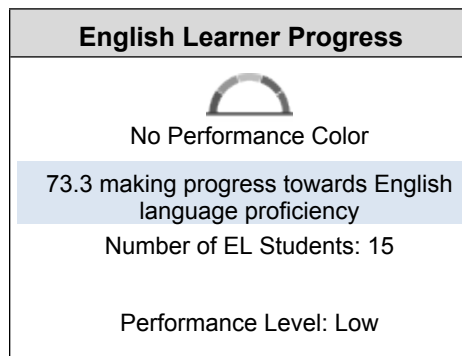 English Learner Progress
No Performance Color
73.3 making progress towards English
language proficiency
Number of EL Students: 15
Performance Level: Low